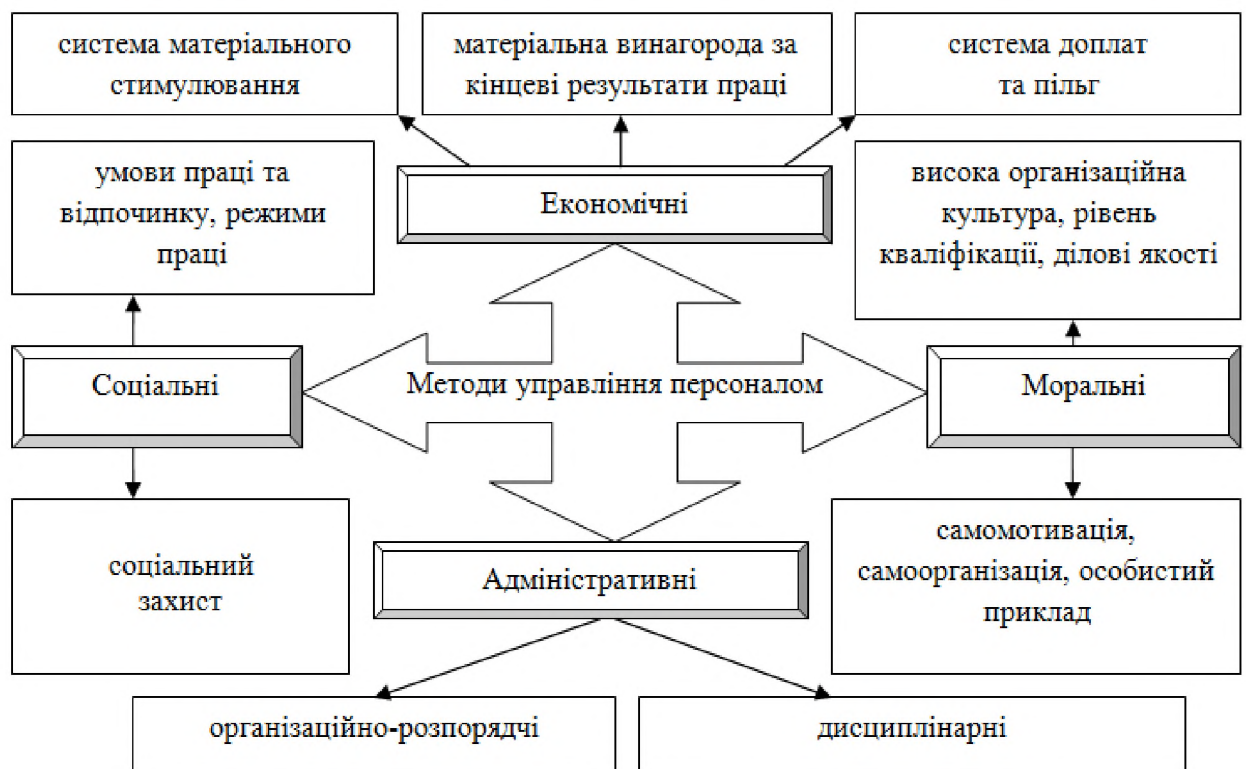 система матеріального
стимулювання
матеріальна винагорода за
кінцеві результати праці
система доплат
та пільг
умови праці та
відпочинку, режими
праці
Економічні
висока організаційна
культура, рівень
кваліфікації, ділові якості
Соціальні
Методи управління персоналом
Моральні
соціальний
захист
Адміністративні
самомотивація,
самоорганізація, особистий
приклад
організаційно-розпорядчі
дисциплінарні